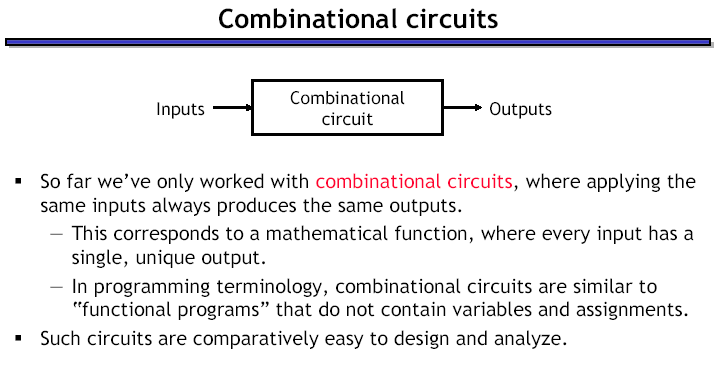 Combinational circuits
Inputs
Combinational
circuit
Outputs
▪ So far we’ve only worked with combinational circuits, where applying the
same inputs always produces the same outputs.
— This corresponds to a mathematical function, where every input has a
single, unique output.
— In programming terminology, combinational circuits are similar to
“functional programs” that do not contain variables and assignments.
▪ Such circuits are comparatively easy to design and analyze.